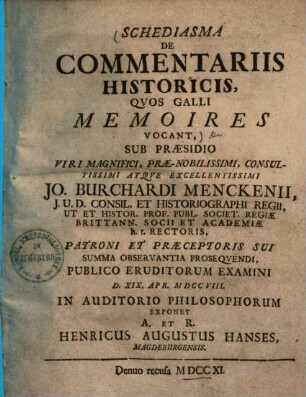 SCHEDIASMA
DE
COMMENTARIIS
HISTORICIS,
QVOS GALLI
MEMOIRES
VOCANT,
SUB PRÆSIDIO
VIRI MAGNIFICI, PRÆ-NOBILISSIMI, CONSUL-
TISSIMI ATQVE EXCELLENTISSIMI
JO. BURCHARDI MENCKENII,
J. U. D. CONSIL. ET HISTORIOGRAPHI REGII,
UT ET HISTOR. PROF. PUBL. SOCIET. REGIÆ
BRITTANN. SOCII ET ACADEMIÆ
h. t. RECTORIS,
PATRONI ET PRÆCEPTORIS SUI
SUMMA OBSERVANTIA PROSEQVENDI,
PUBLICO ERUDITORUM EXAMINI
D. XIX. APR. MDCCVIII.
IN AUDITORIO PHILOSOPHORUM
EXPONET
A. ET R.
HENRICUS AUGUSTUS HANSES,
MAGDEBURGENSIS.
Denuo recusa MDCCXI.